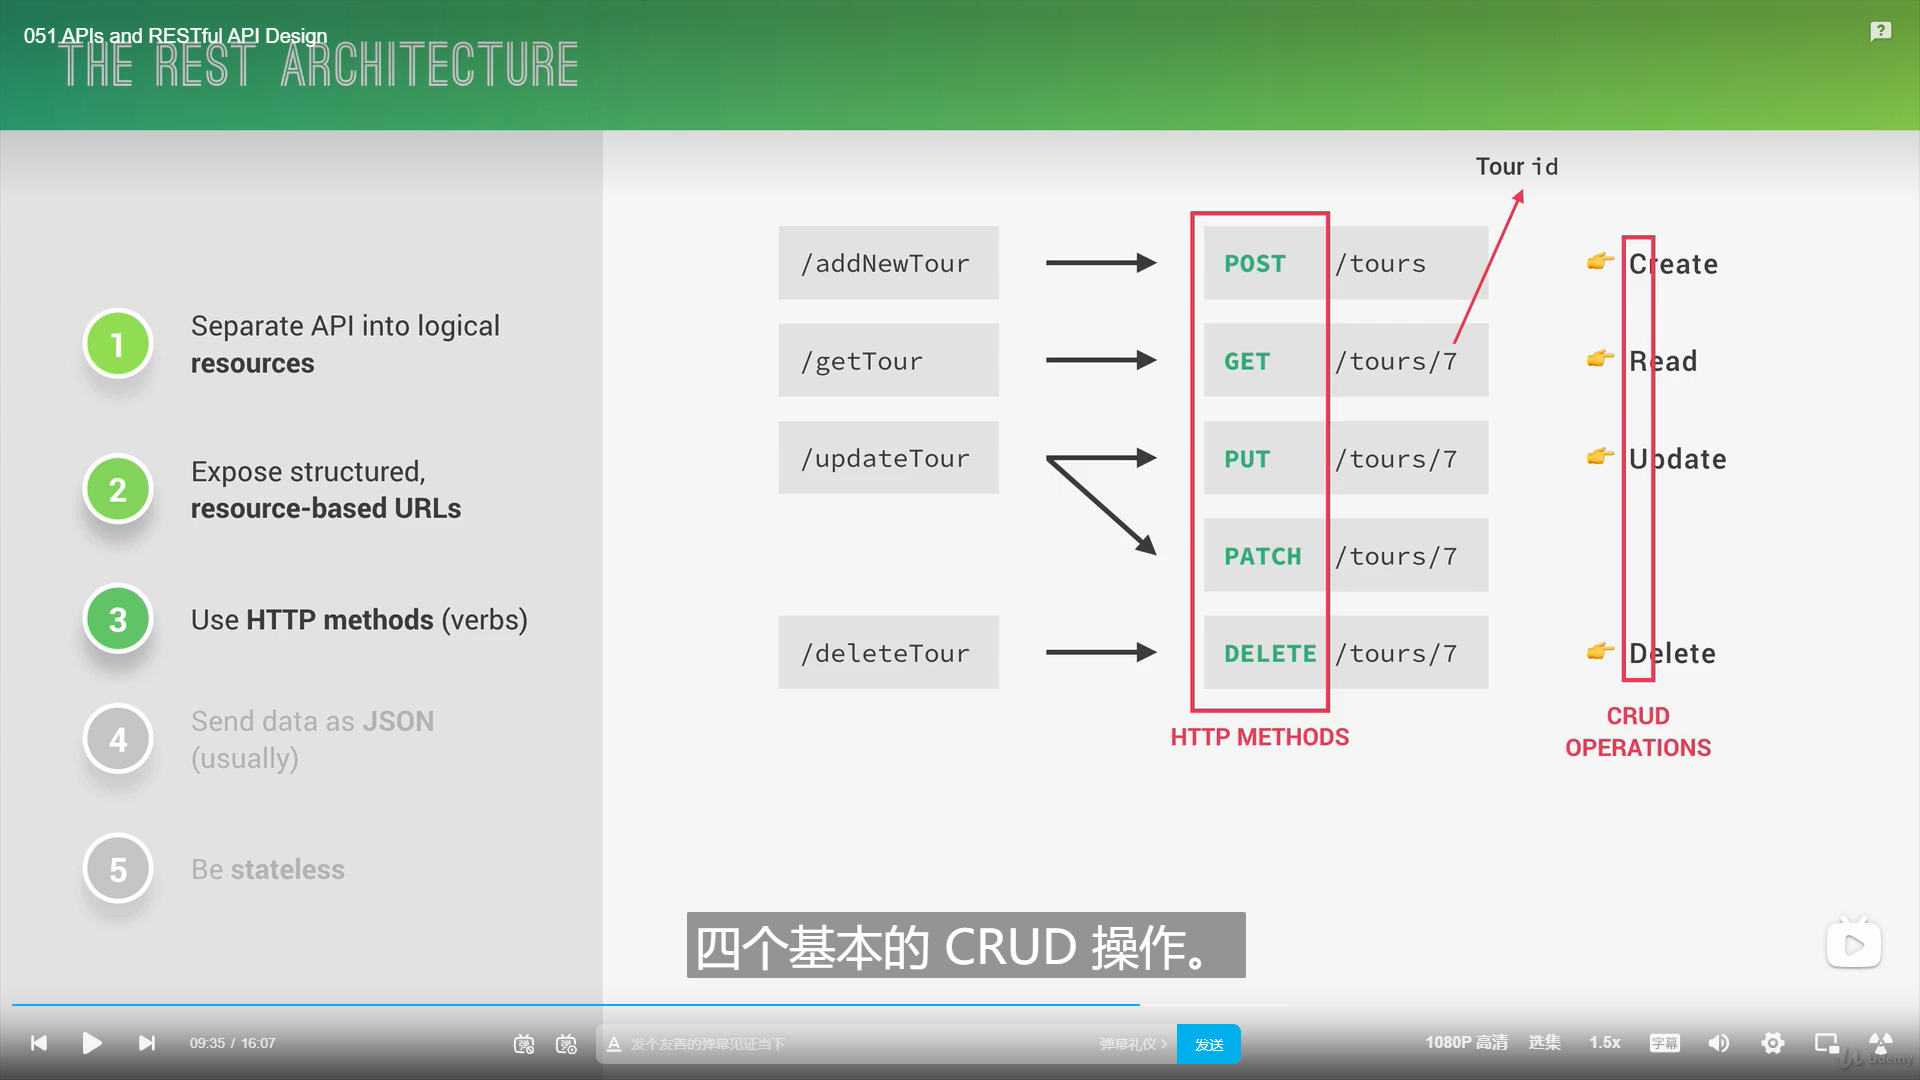 051 APIs and RESTful API Design
THE REST ARCHITECTURE
1
Separate API into logical
resources
2
Expose structured,
resource-based URLs
3
Use HTTP methods (verbs)
4
Send data as JSON
(usually)
5
Be stateless
Tour id
/addNewTour
POST /tours
Create
/getTour
GET /tours/7
Read
/updateTour
PUT /tours/7
Update
PATCH /tours/7
/deleteTour
DELETE /tours/7
Delete
HTTP METHODS
CRUD
OPERATIONS
四个基本的 CRUD 操作。
09:35 / 16:07
弹
弹
A 发个友善的弹幕见证当下
弹幕礼仪 >
发送
1080P 高清
选集
1.5x
字幕
Udemy